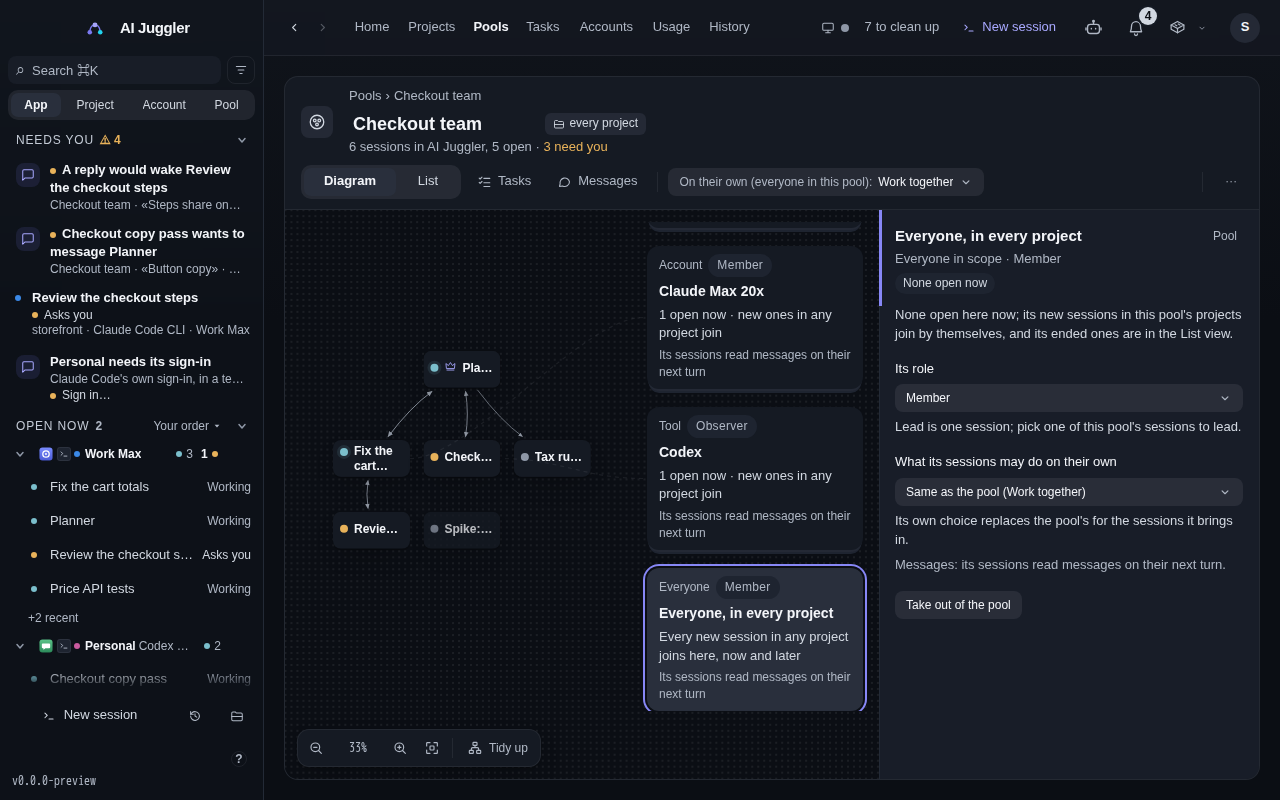 AI Juggler
Search ⌘K
App Project Account Pool
NEEDS YOU 4
A reply would wake Review the checkout steps
Checkout team · «Steps share on…
Checkout copy pass wants to message Planner
Checkout team · «Button copy» · …
Review the checkout steps
Asks you
storefront · Claude Code CLI · Work Max
Personal needs its sign-in
Claude Code's own sign-in, in a te…
Sign in…
OPEN NOW 2 Your order
Work Max 3 1
Fix the cart totals Working
Planner Working
Review the checkout s… Asks you
Price API tests Working
+2 recent
Personal Codex … 2
Checkout copy pass Working
New session
?
v0.0.0-preview
Home Projects Pools Tasks Accounts Usage History
7 to clean up
New session
4
S
Pools › Checkout team
Checkout team
every project
6 sessions in AI Juggler, 5 open · 3 need you
Diagram List Tasks Messages
On their own (everyone in this pool): Work together
Pla…
Fix the cart…
Check…
Tax ru…
Revie…
Spike:…
Account Member
Claude Max 20x
1 open now · new ones in any project join
Its sessions read messages on their next turn
Tool Observer
Codex
1 open now · new ones in any project join
Its sessions read messages on their next turn
Everyone Member
Everyone, in every project
Every new session in any project joins here, now and later
Its sessions read messages on their next turn
33%
Tidy up
Everyone, in every project Pool
Everyone in scope · Member
None open now
None open here now; its new sessions in this pool's projects join by themselves, and its ended ones are in the List view.
Its role
Member
Lead is one session; pick one of this pool's sessions to lead.
What its sessions may do on their own
Same as the pool (Work together)
Its own choice replaces the pool's for the sessions it brings in.
Messages: its sessions read messages on their next turn.
Take out of the pool